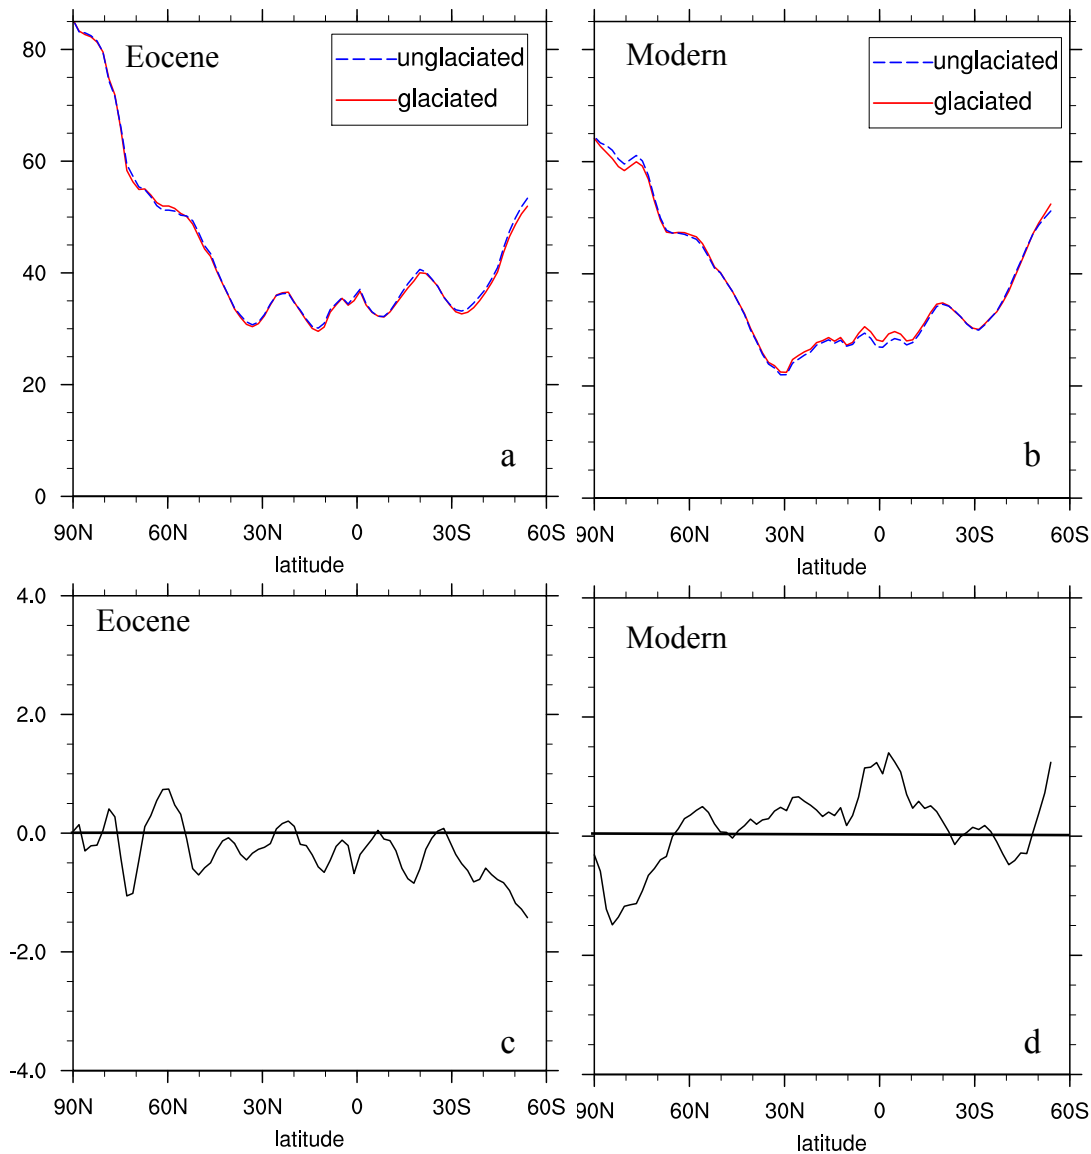 Eocene
unglaciated
glaciated
Modern
unglaciated
glaciated
80
60
40
20
0
a
b
90N 60N 30N 0 30S 60S
latitude
90N 60N 30N 0 30S 60S
latitude
4.0
2.0
0.0
-2.0
-4.0
Eocene
Modern
c
d
90N 60N 30N 0 30S 60S
latitude
90N 60N 30N 0 30S 60S
latitude